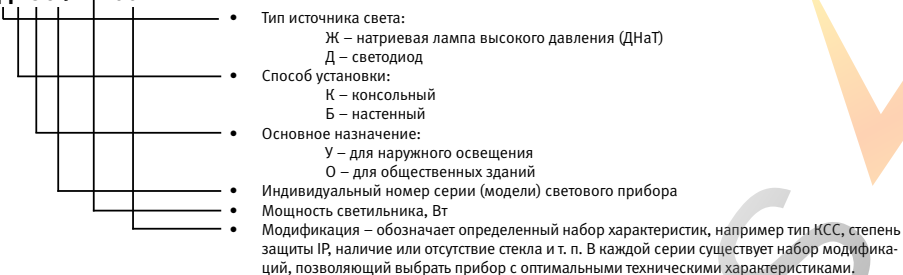 • Тип источника света:
Ж – натриевая лампа высокого давления (ДНаТ)
Д – светодиод
• Способ установки:
К – консольный
Б – настенный
• Основное назначение:
У – для наружного освещения
О – для общественных зданий
• Индивидуальный номер серии (модели) светового прибора
• Мощность светильника, Вт
• Модификация – обозначает определенный набор характеристик, например тип КСС, степень
защиты IP, наличие или отсутствие стекла и т. п. В каждой серии существует набор модифика-
ций, позволяющий выбрать прибор с оптимальными техническими характеристиками.